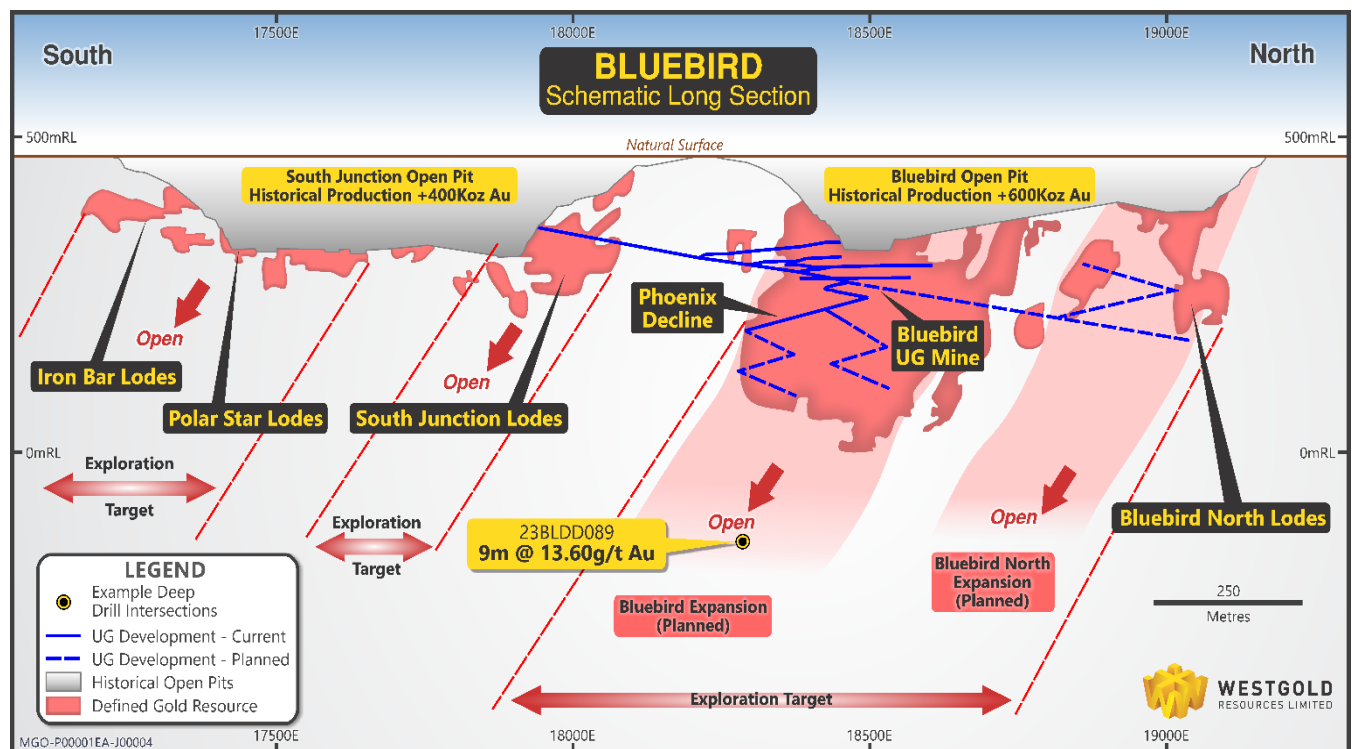 17500E
18000E
18500E
19000E
South
BLUEBIRD
Schematic Long Section
North
500mRL
500mRL
Natural Surface
South Junction Open Pit
Historical Production +400Koz Au
Bluebird Open Pit
Historical Production +600Koz Au
Phoenix
Decline
Bluebird
UG Mine
Open
Iron Bar Lodes
Open
Polar Star Lodes
South Junction Lodes
0mRL
0mRL
Exploration
Target
Exploration
Target
Open
Open
Bluebird North Lodes
23BLDD089
9m @ 13.60g/t Au
Bluebird North
Expansion
(Planned)
Bluebird Expansion
(Planned)
250
Metres
LEGEND
Example Deep
Drill Intersections
UG Development - Current
UG Development - Planned
Historical Open Pits
Defined Gold Resource
Exploration Target
WESTGOLD
RESOURCES LIMITED
MGO-P00001EA-J00004
17500E
18000E
18500E
19000E